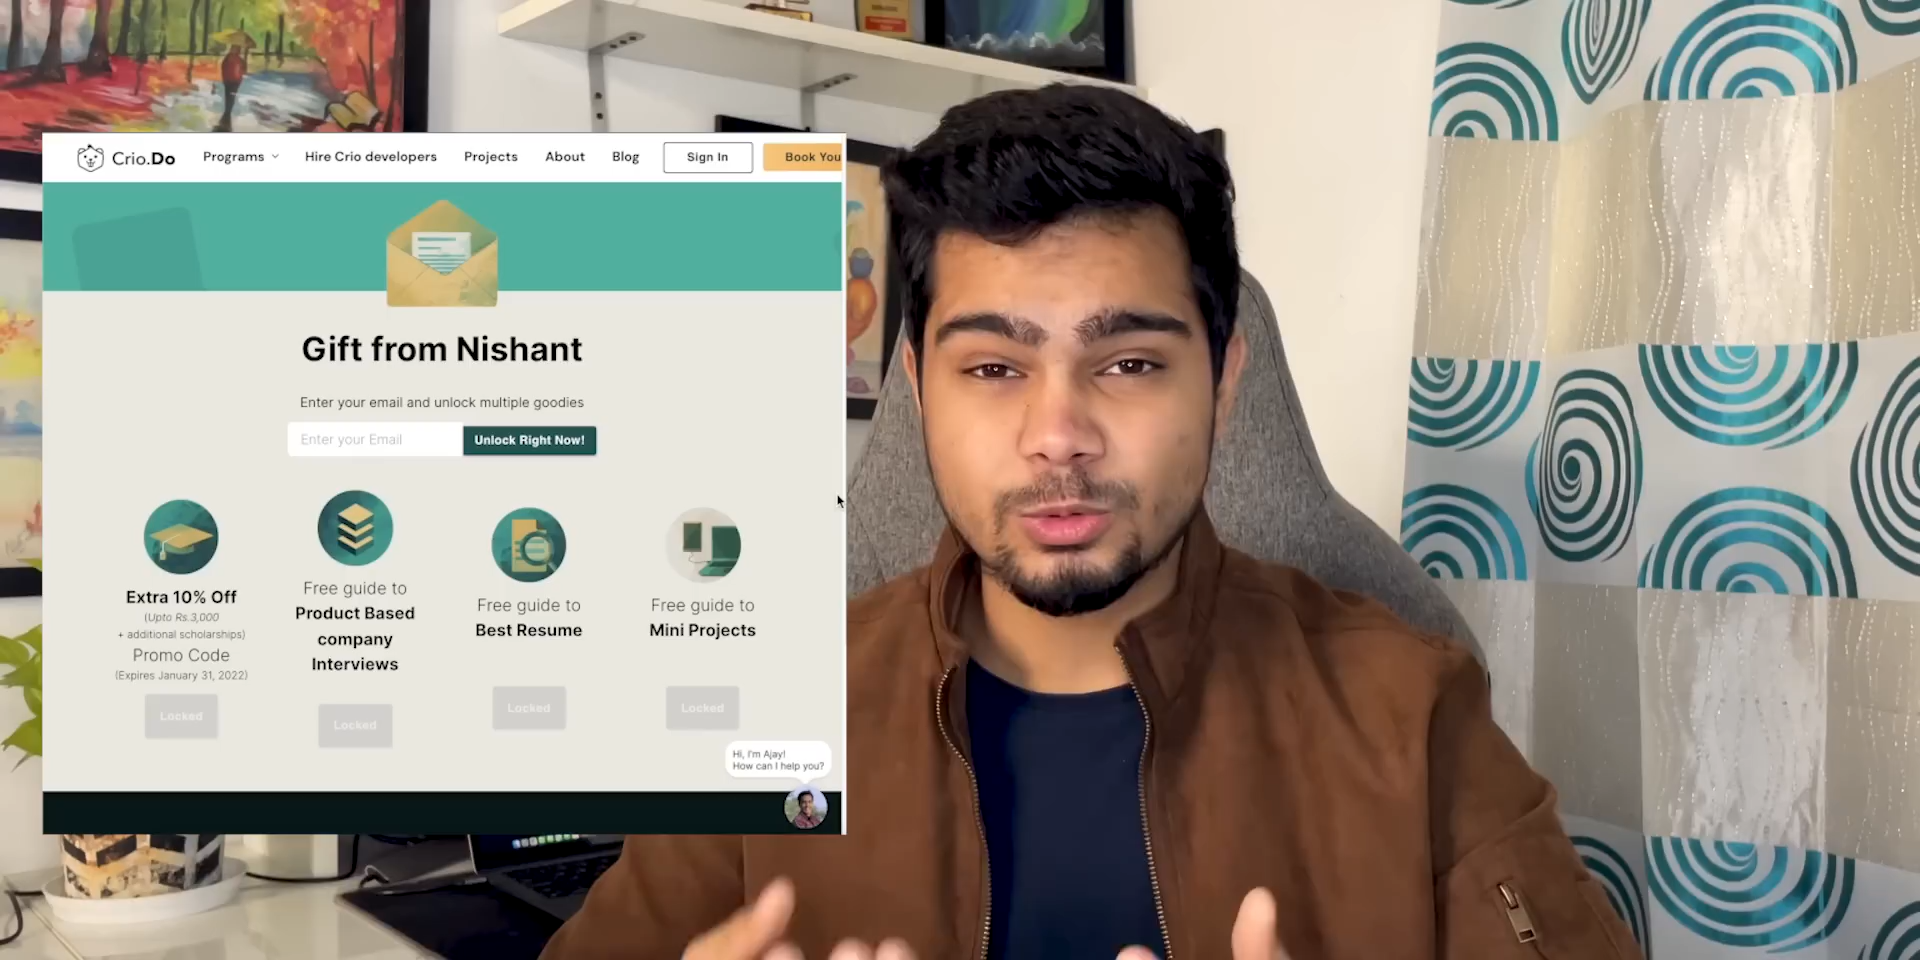 Crio.Do
Programs
Hire Crio developers
Projects
About
Blog
Sign In
Book You
Gift from Nishant
Enter your email and unlock multiple goodies
Enter your Email
Unlock Right Now!
Extra 10% Off
(Upto Rs.3,000
+ additional scholarships)
Promo Code
(Expires January 31, 2022)
Locked
Free guide to
Product Based
company
Interviews
Locked
Free guide to
Best Resume
Locked
Free guide to
Mini Projects
Locked
Hi, I'm Ajay!
How can I help you?